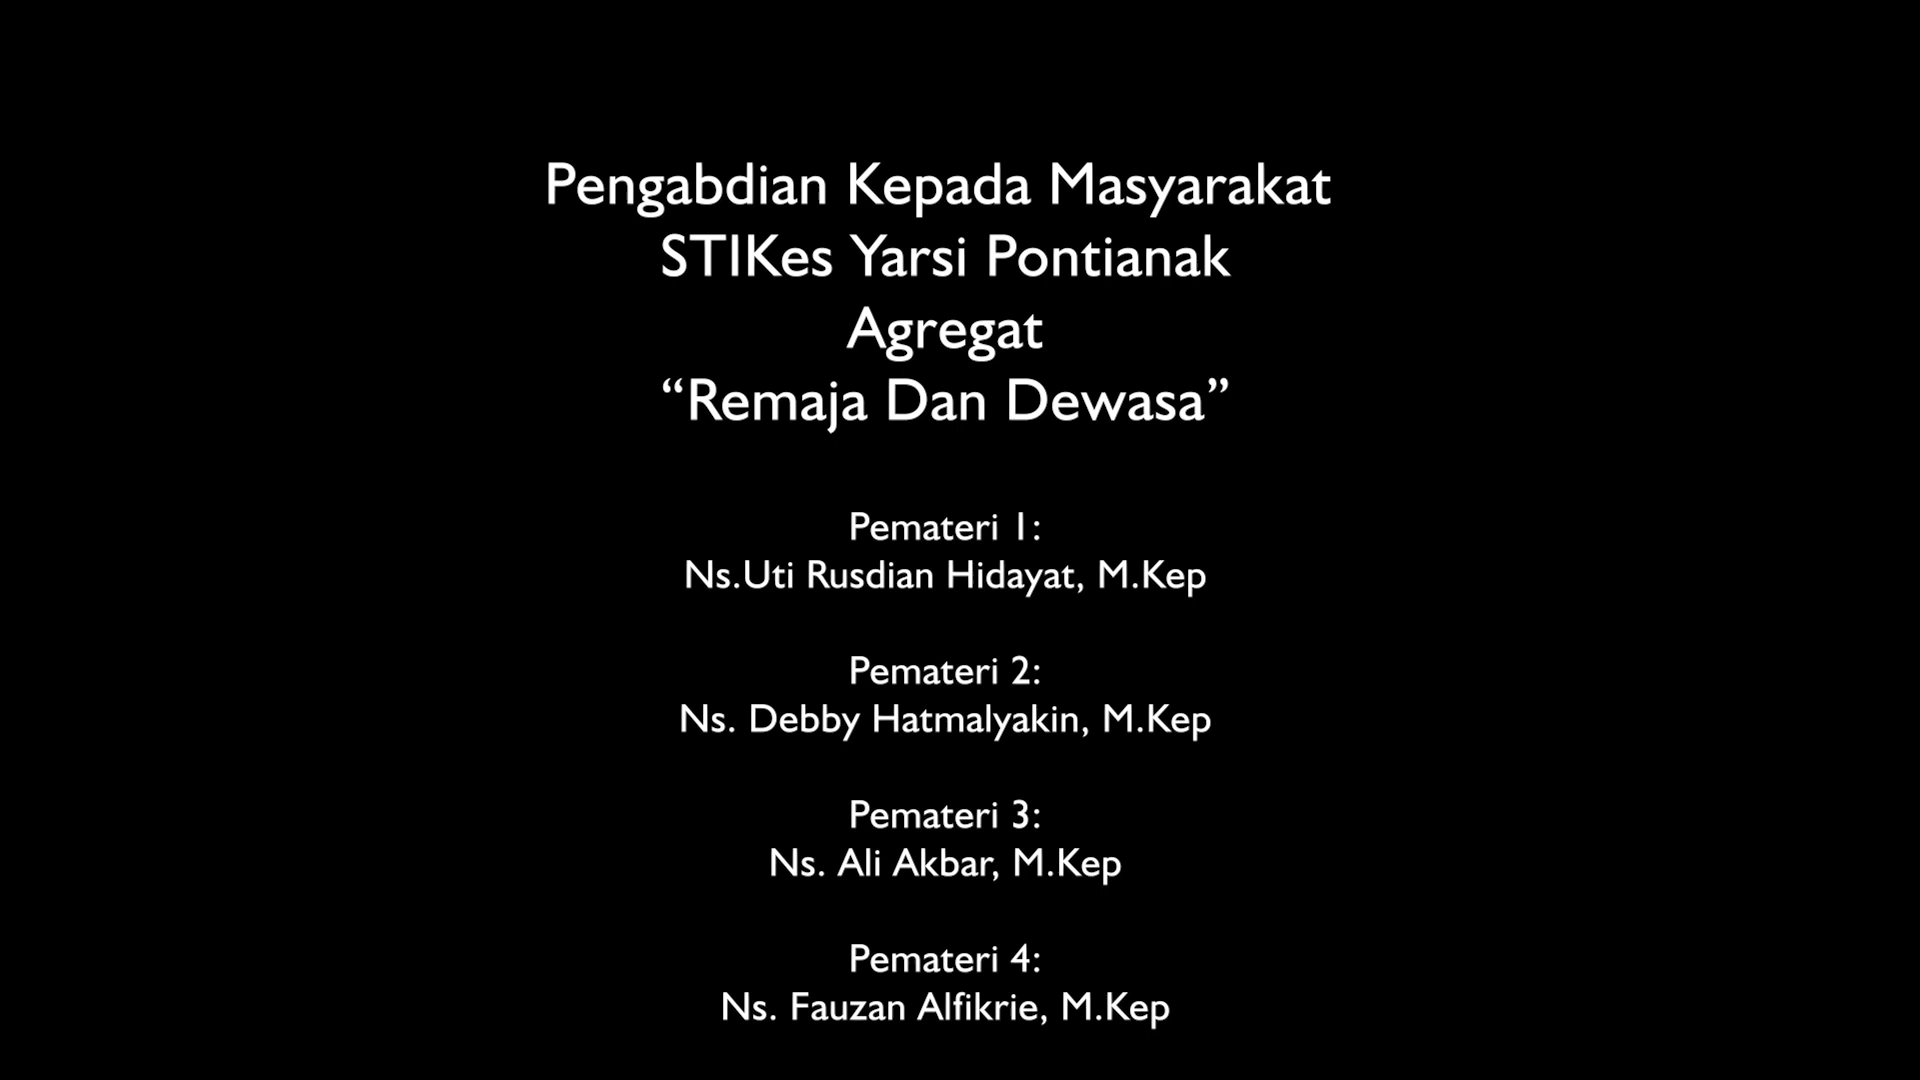 Pengabdian Kepada Masyarakat
STIKes Yarsi Pontianak
Agregat
“Remaja Dan Dewasa”
Pemateri 1:
Ns.Uti Rusdian Hidayat, M.Kep
Pemateri 2:
Ns. Debby Hatmalyakin, M.Kep
Pemateri 3:
Ns. Ali Akbar, M.Kep
Pemateri 4:
Ns. Fauzan Alfikrie, M.Kep